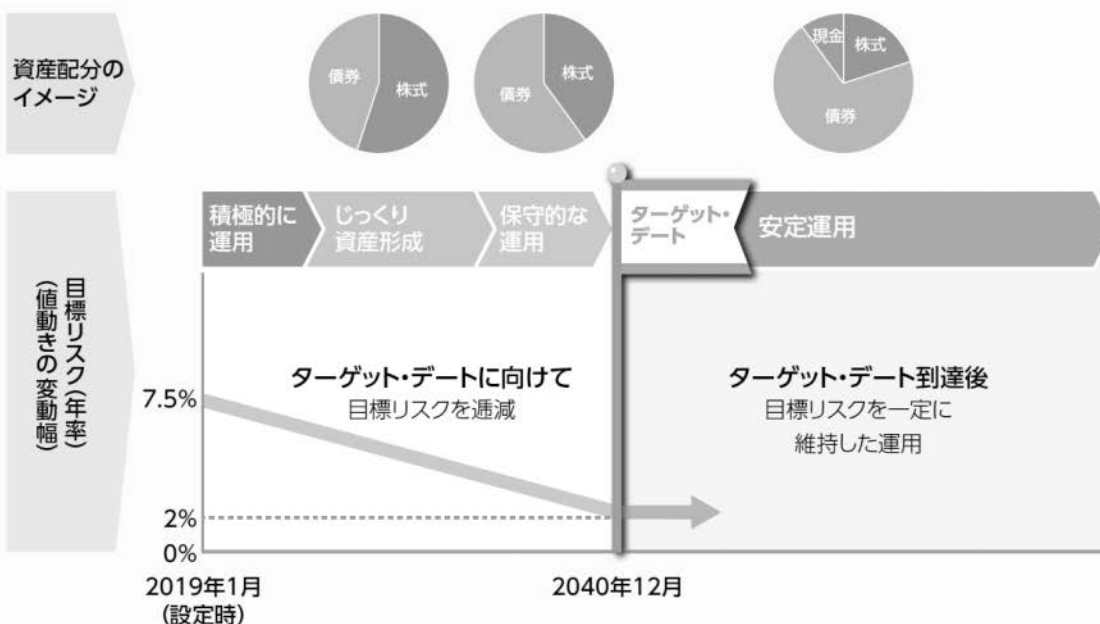 資産配分の
イメージ
債券
株式
債券
株式
現金
株式
債券
積極的に
運用
じっくり
資産形成
保守的な
運用
ターゲット・
デート
安定運用
目標リスク(年率)
(値動きの変動幅)
ターゲット・デートに向けて
目標リスクを逓減
ターゲット・デート到達後
目標リスクを一定に
維持した運用
7.5%
2%
0%
2019年1月
(設定時)
2040年12月